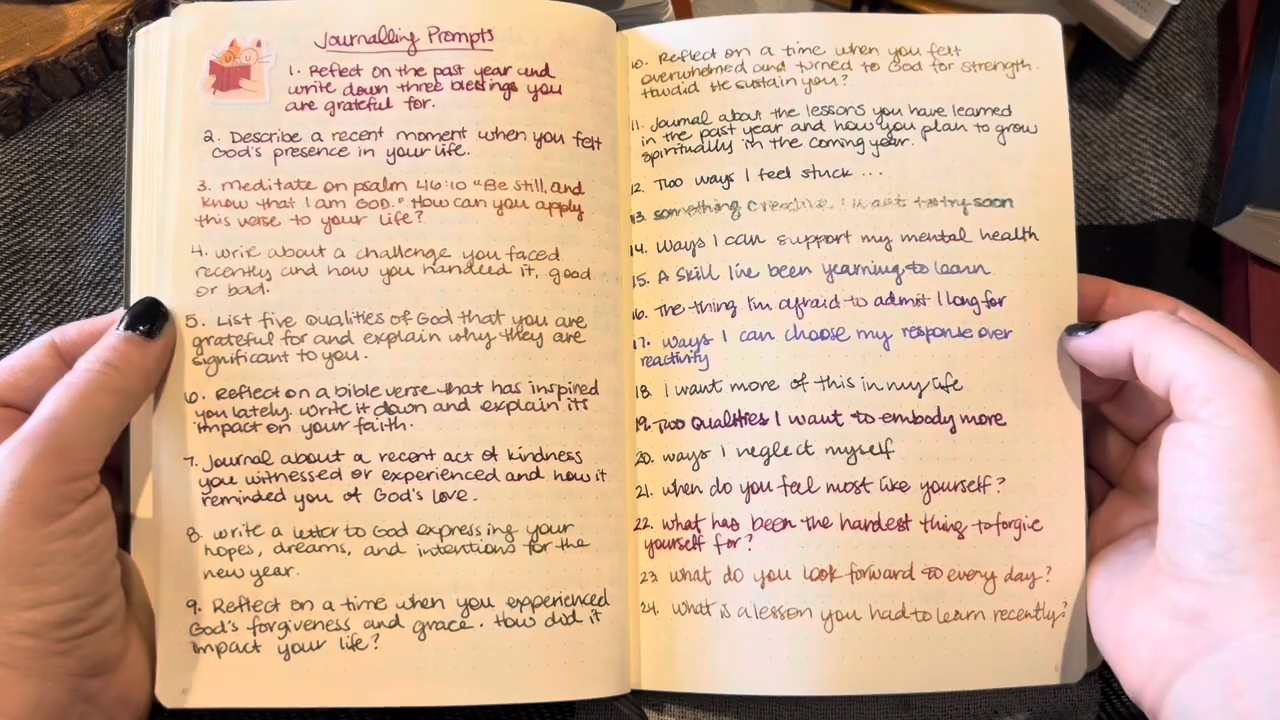 Journalling Prompts
1. Reflect on the past year and
write down three blessings you
are grateful for.
2. Describe a recent moment when you felt
God's presence in your life.
3. Meditate on psalm 46:10 "Be still, and
know that I am GOD." How can you apply
this verse to your life?
4. write about a challenge you faced
recently and how you handled it, good
or bad.
5. List five qualities of God that you are
grateful for and explain why they are
significant to you.
6. Reflect on a bible verse that has inspired
you lately. Write it down and explain its
impact on your faith.
7. Journal about a recent act of kindness
you witnessed or experienced and how it
reminded you of God's love.
8. write a letter to God expressing your
hopes, dreams, and intentions for the
new year.
9. Reflect on a time when you experienced
God's forgiveness and grace. How did it
impact your life?
10. Reflect on a time when you felt
overwhelmed and turned to God for strength.
How did He sustain you?
11. Journal about the lessons you have learned
in the past year and how you plan to grow
spiritually in the coming year.
12. Two ways I feel stuck ...
13. something creative I want to try soon
14. Ways I can support my mental health
15. A skill I've been yearning to learn
16. The thing I'm afraid to admit I long for
17. ways I can choose my response over
reactivity
18. I want more of this in my life
19. Two Qualities I want to embody more
20. ways I neglect myself
21. when do you feel most like yourself?
22. what has been the hardest thing to forgive
yourself for?
23. what do you look forward to every day?
24. what is a lesson you had to learn recently?